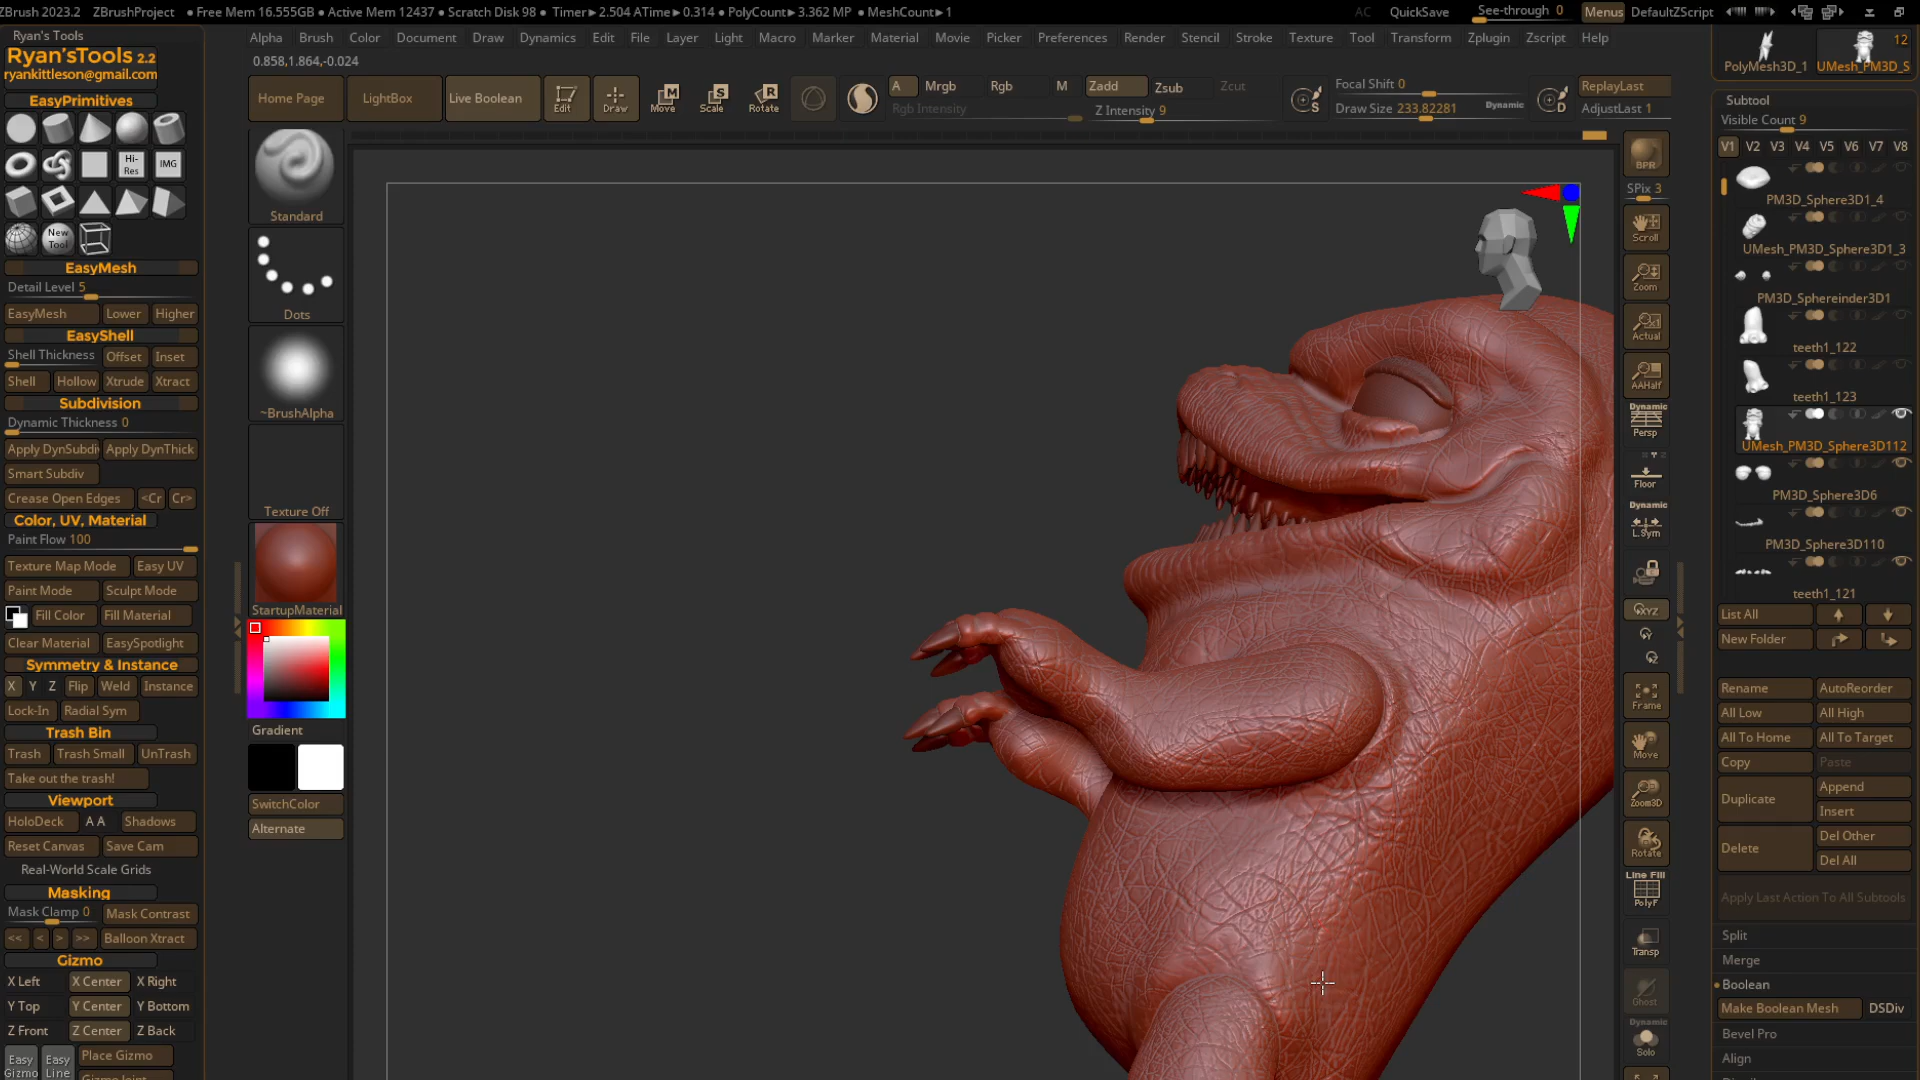 ZBrush 2023.2 ZBrushProject • Free Mem 16.555GB • Active Mem 12437 • Scratch Disk 98 • Timer►2.504 ATime►0.314 • PolyCount►3.362 MP • MeshCount►1
AC QuickSave See-through 0 Menus DefaultZScript
Ryan's Tools
Ryan'sTools 2.2
ryankittleson@gmail.com
Alpha Brush Color Document Draw Dynamics Edit File Layer Light Macro Marker Material Movie Picker Preferences Render Stencil Stroke Texture Tool Transform Zplugin Zscript Help
0.858,1.864,-0.024
Home Page LightBox Live Boolean Edit Draw Move Scale Rotate
A Mrgb Rgb M Zadd Zsub Zcut
Rgb Intensity Z Intensity 9
Focal Shift 0
Draw Size 233.82281 Dynamic
ReplayLast
AdjustLast 1
EasyPrimitives
Hi-Res IMG
New Tool
EasyMesh
Detail Level 5
EasyMesh Lower Higher
EasyShell
Shell Thickness Offset Inset
Shell Hollow Xtrude Xtract
Subdivision
Dynamic Thickness 0
Apply DynSubdiv Apply DynThick
Smart Subdiv
Crease Open Edges <Cr Cr>
Color, UV, Material
Paint Flow 100
Texture Map Mode Easy UV
Paint Mode Sculpt Mode
Fill Color Fill Material
Clear Material EasySpotlight
Symmetry & Instance
X Y Z Flip Weld Instance
Lock-In Radial Sym
Trash Bin
Trash Trash Small UnTrash
Take out the trash!
Viewport
HoloDeck A A Shadows
Reset Canvas Save Cam
Real-World Scale Grids
Masking
Mask Clamp 0 Mask Contrast
<< < > >> Balloon Xtract
Gizmo
X Left X Center X Right
Y Top Y Center Y Bottom
Z Front Z Center Z Back
Easy Gizmo Easy Line Place Gizmo
Gizmo Joint
Standard
Dots
~BrushAlpha
Texture Off
StartupMaterial
Gradient
SwitchColor
Alternate
BPR
SPix 3
Scroll
Zoom
Actual
AAHalf
Dynamic
Persp
Floor
Dynamic
L.Sym
XYZ
Frame
Move
Zoom3D
Rotate
Line Fill
PolyF
Transp
Ghost
Dynamic
Solo
12
PolyMesh3D_1 UMesh_PM3D_S
Subtool
Visible Count 9
V1 V2 V3 V4 V5 V6 V7 V8
PM3D_Sphere3D1_4
UMesh_PM3D_Sphere3D1_3
PM3D_Sphereinder3D1
teeth1_122
teeth1_123
UMesh_PM3D_Sphere3D112
PM3D_Sphere3D6
PM3D_Sphere3D110
teeth1_121
List All
New Folder
Rename AutoReorder
All Low All High
All To Home All To Target
Copy Paste
Duplicate Append
Insert
Delete Del Other
Del All
Apply Last Action To All Subtools
Split
Merge
Boolean
Make Boolean Mesh DSDiv
Bevel Pro
Align